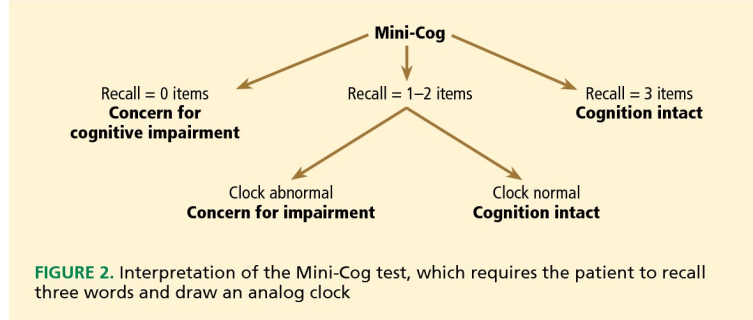 Mini-Cog
Recall = 0 items
Concern for
cognitive impairment
Recall = 1–2 items
Recall = 3 items
Cognition intact
Clock abnormal
Concern for impairment
Clock normal
Cognition intact
FIGURE 2. Interpretation of the Mini-Cog test, which requires the patient to recall
three words and draw an analog clock